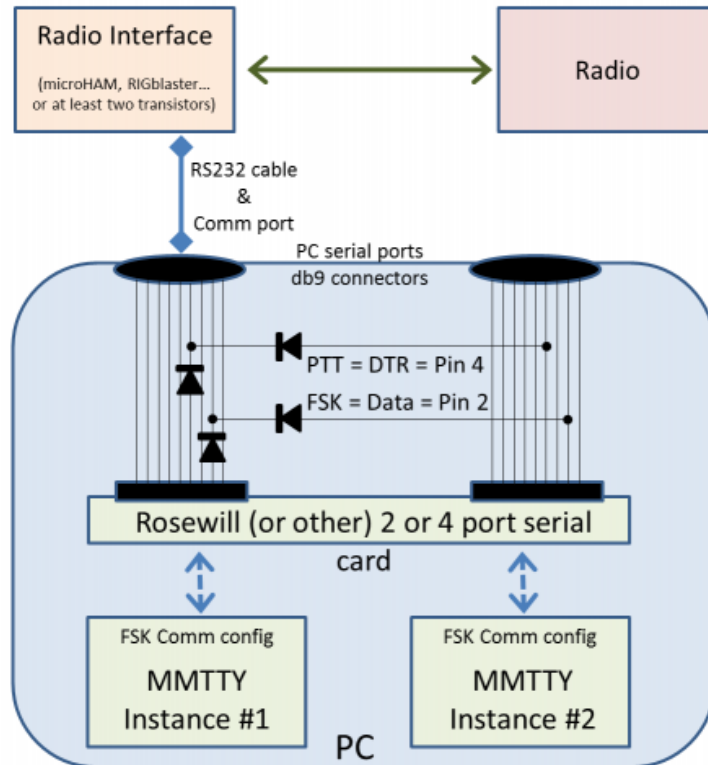 Radio Interface
(microHAM, RIGblaster...
or at least two transistors)
Radio
RS232 cable
&
Comm port
PC serial ports
db9 connectors
PTT = DTR = Pin 4
FSK = Data = Pin 2
Rosewill (or other) 2 or 4 port serial
card
FSK Comm config
MMTTY
Instance #1
FSK Comm config
MMTTY
Instance #2
PC